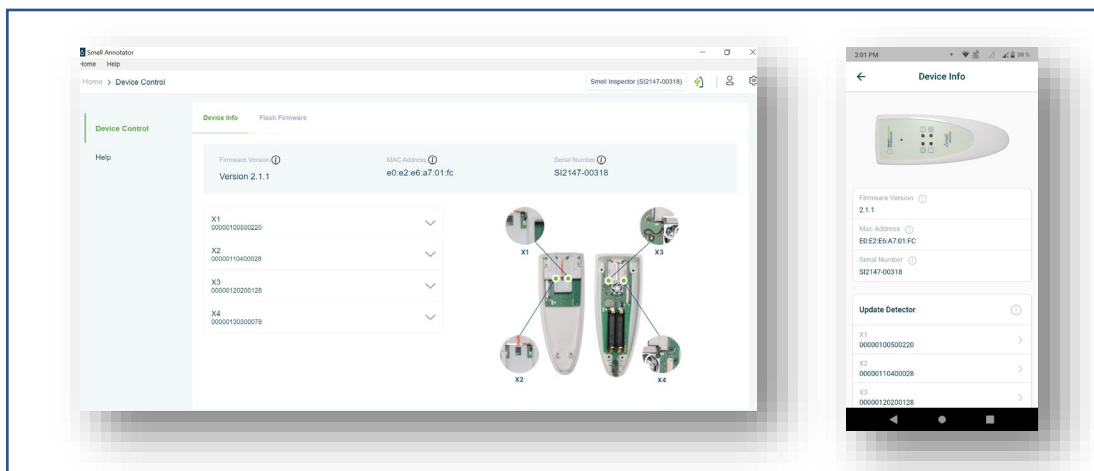 Smell Annotator
Home Help
Home > Device Control
Smell Inspector (SI2147-00318)
Device Control
Help
Device Info Flash Firmware
Firmware Version MAC Address Serial Number
Version 2.1.1 e0:e2:e6:a7:01:fc SI2147-00318
X1
00000100500220
X2
00000110400028
X3
00000120200128
X4
00000130300078
X1 X3
X2 X4
3:01 PM 38 %
Device Info
Firmware Version
2.1.1
Mac Address
E0:E2:E6:A7:01:FC
Serial Number
SI2147-00318
Update Detector
X1
00000100500220
X2
00000110400028
X3
00000120200128